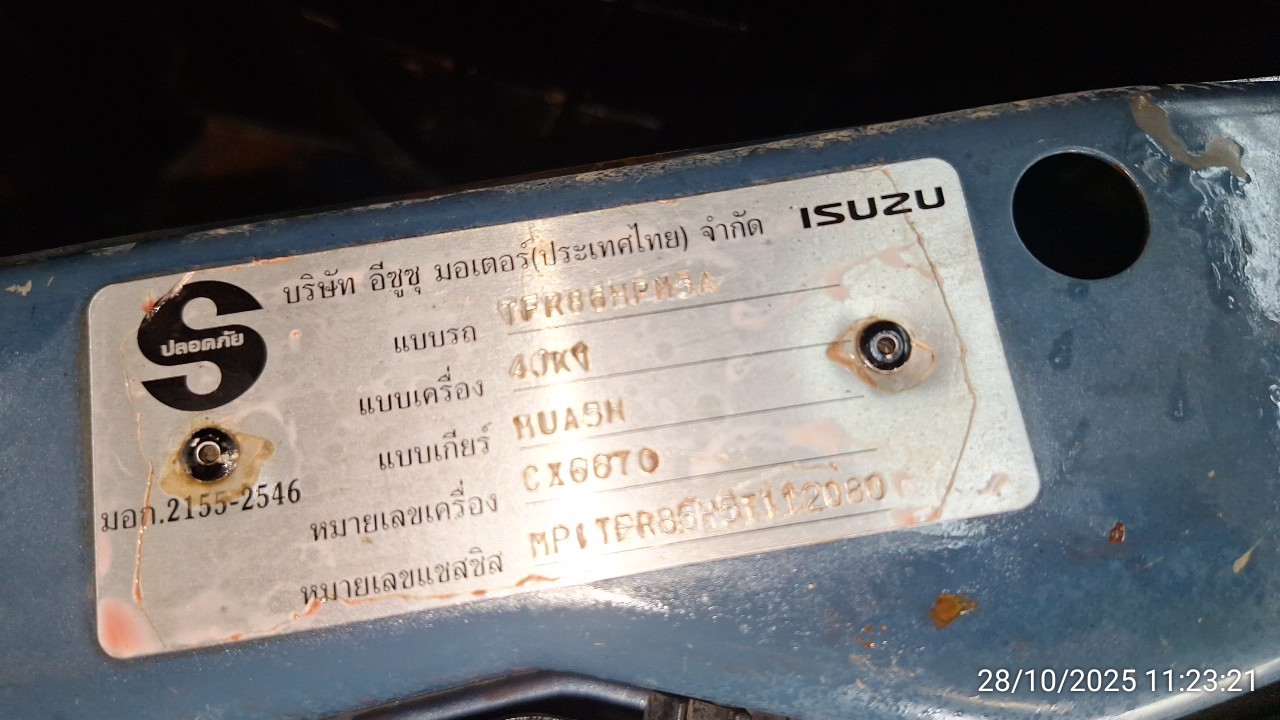 บริษัท อีซูซุ มอเตอร์(ประเทศไทย) จำกัด ISUZU
ปลอดภัย
แบบรถ TFR86HPM5A
แบบเครื่อง 4JK1
แบบเกียร์ MUA5H
หมายเลขเครื่อง CX6670
หมายเลขแชสซิส MP1TFR86H5T112080
มอก.2155-2546
28/10/2025 11:23:21